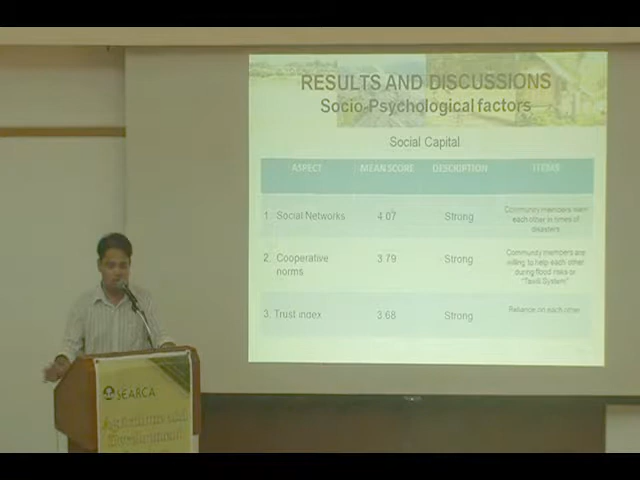 RESULTS AND DISCUSSIONS
Socio-Psychological factors
Social Capital
ASPECT MEAN SCORE DESCRIPTION ITEMS
1. Social Networks 4.07 Strong Community members warn
each other in times of
disasters
2. Cooperative 3.79 Strong Community members are
norms willing to help each other
during flood risks or
"Tawili System"
3. Trust index 3.68 Strong Reliance on each other
SEARCA
Agriculture and
Development